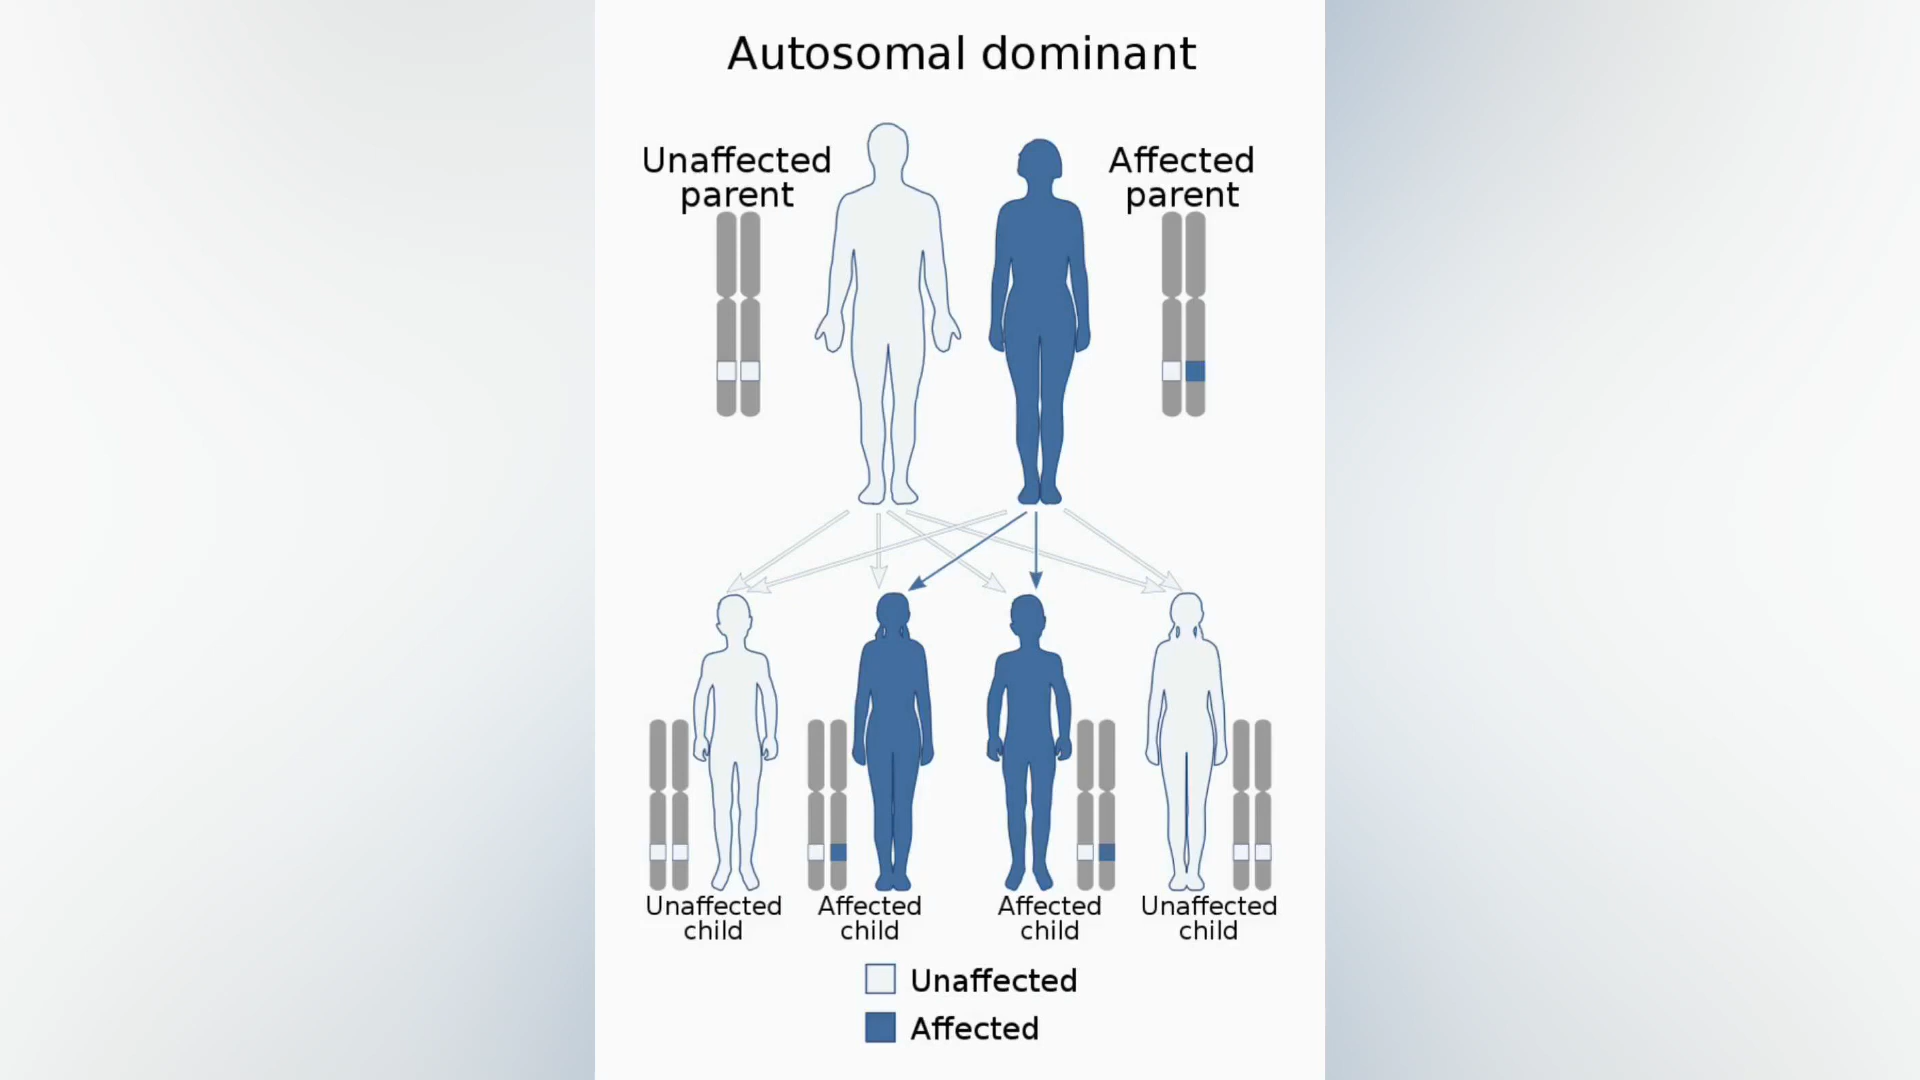 Autosomal dominant
Unaffected
parent
Affected
parent
Unaffected
child
Affected
child
Affected
child
Unaffected
child
Unaffected
Affected